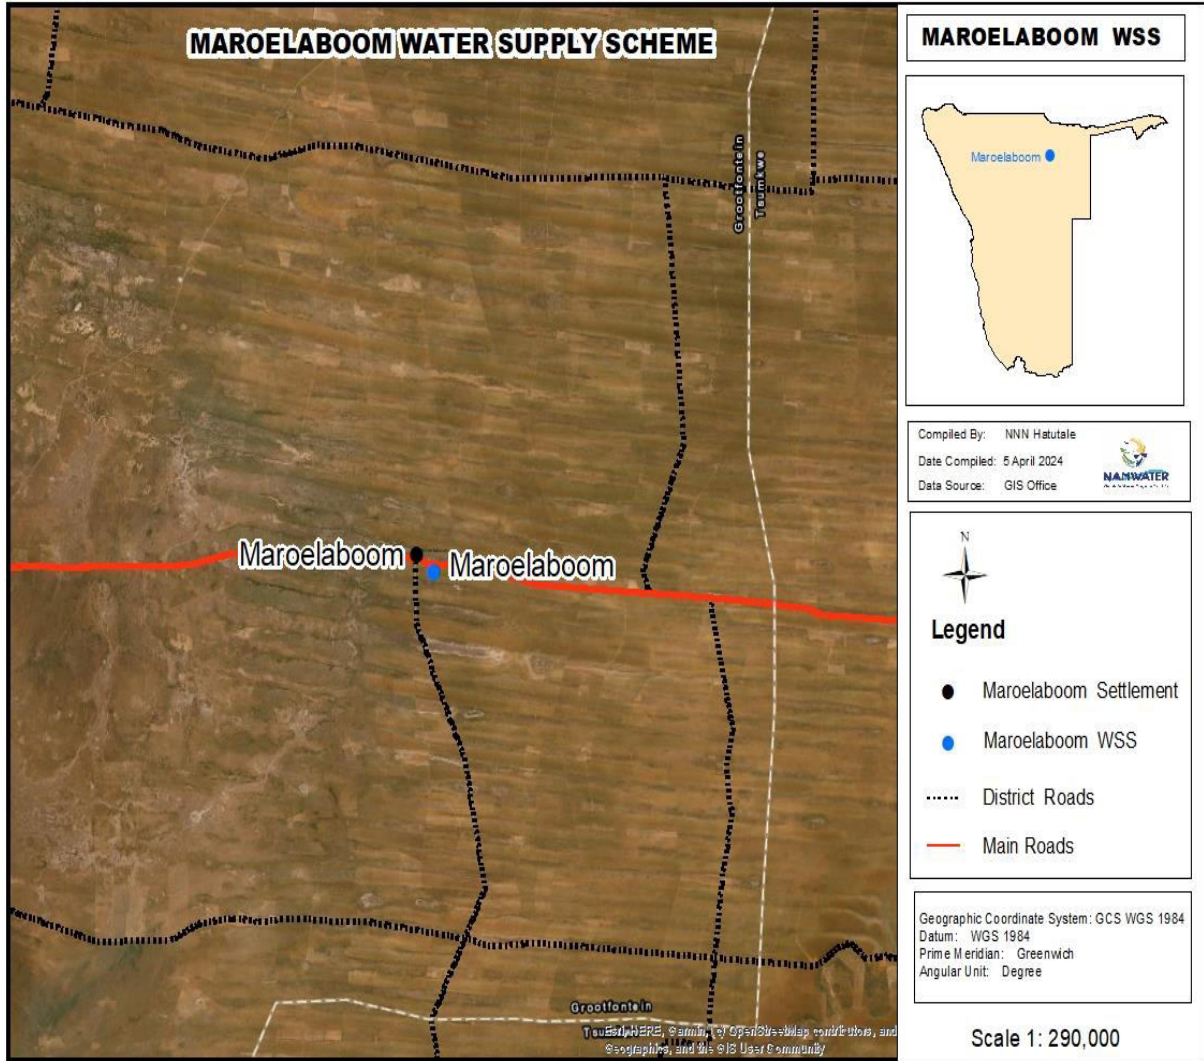 MAROELABOOM WATER SUPPLY SCHEME
Grootfontein
Tsumkwe
Maroelaboom
Maroelaboom
Grootfontein
Esri, HERE, Garmin, (c) OpenStreetMap contributors, and
Geographics, and the GIS User Community
MAROELABOOM WSS
Maroelaboom
Compiled By: NNN Hatutale
Date Compiled: 5 April 2024
Data Source: GIS Office
NAMWATER
N
Legend
Maroelaboom Settlement
Maroelaboom WSS
District Roads
Main Roads
Geographic Coordinate System: GCS WGS 1984
Datum: WGS 1984
Prime Meridian: Greenwich
Angular Unit: Degree
Scale 1: 290,000